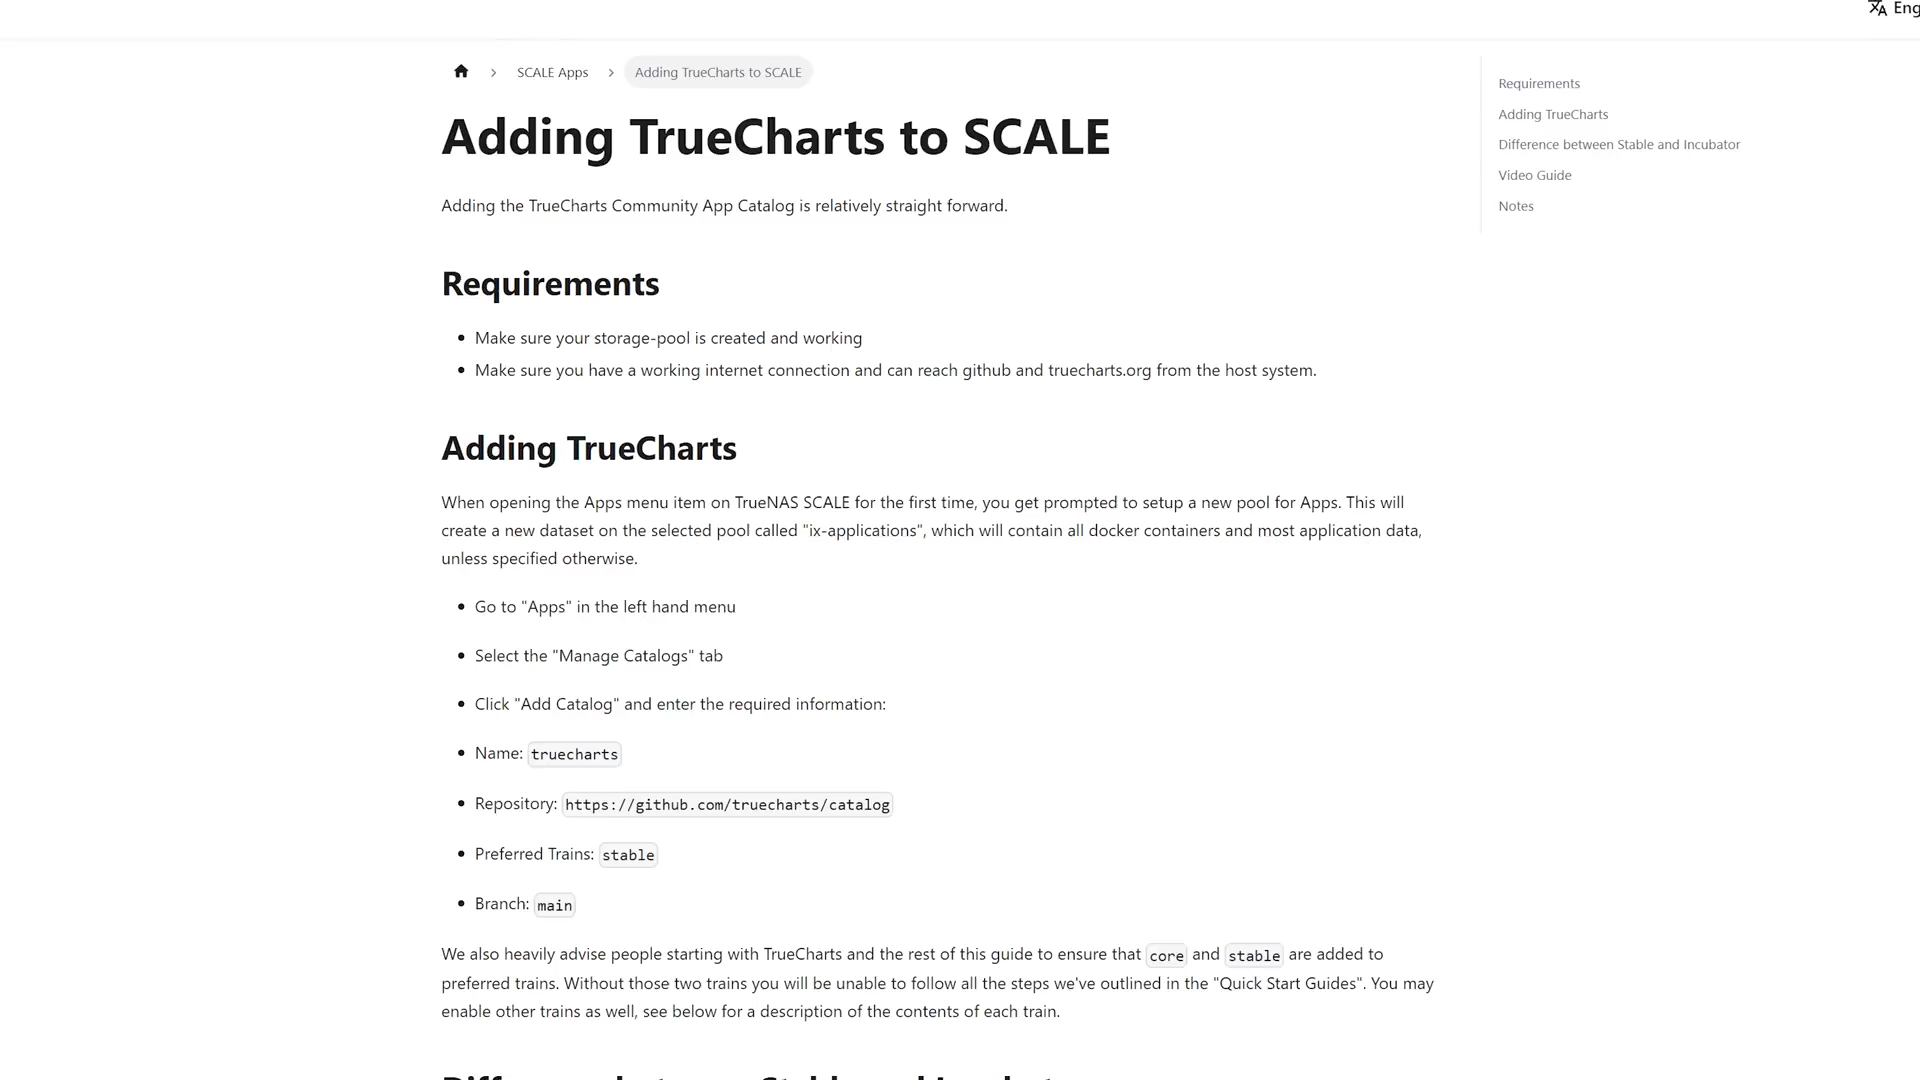 Eng
SCALE Apps
Adding TrueCharts to SCALE
Requirements
Adding TrueCharts
Difference between Stable and Incubator
Video Guide
Notes
Adding TrueCharts to SCALE
Adding the TrueCharts Community App Catalog is relatively straight forward.
Requirements
Make sure your storage-pool is created and working
Make sure you have a working internet connection and can reach github and truecharts.org from the host system.
Adding TrueCharts
When opening the Apps menu item on TrueNAS SCALE for the first time, you get prompted to setup a new pool for Apps. This will
create a new dataset on the selected pool called "ix-applications", which will contain all docker containers and most application data,
unless specified otherwise.
Go to "Apps" in the left hand menu
Select the "Manage Catalogs" tab
Click "Add Catalog" and enter the required information:
Name: truecharts
Repository: https://github.com/truecharts/catalog
Preferred Trains: stable
Branch: main
We also heavily advise people starting with TrueCharts and the rest of this guide to ensure that core and stable are added to
preferred trains. Without those two trains you will be unable to follow all the steps we've outlined in the "Quick Start Guides". You may
enable other trains as well, see below for a description of the contents of each train.